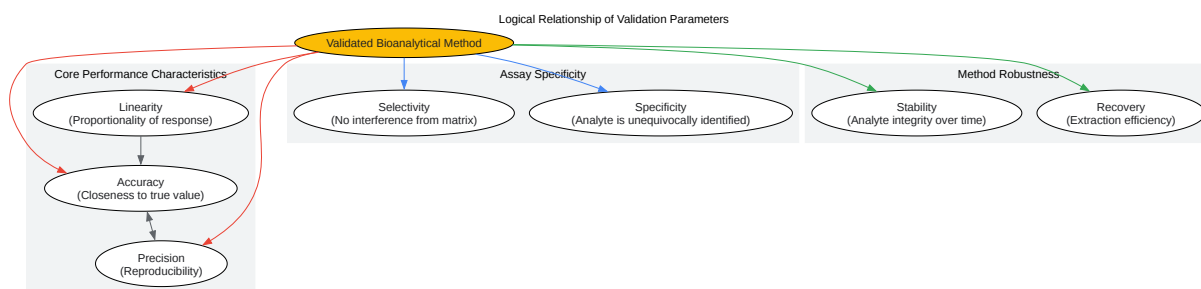 Logical Relationship of Validation Parameters
Validated Bioanalytical Method
Core Performance Characteristics
Linearity
(Proportionality of response)
Accuracy
(Closeness to true value)
Precision
(Reproducibility)
Assay Specificity
Selectivity
(No interference from matrix)
Specificity
(Analyte is unequivocally identified)
Method Robustness
Stability
(Analyte integrity over time)
Recovery
(Extraction efficiency)